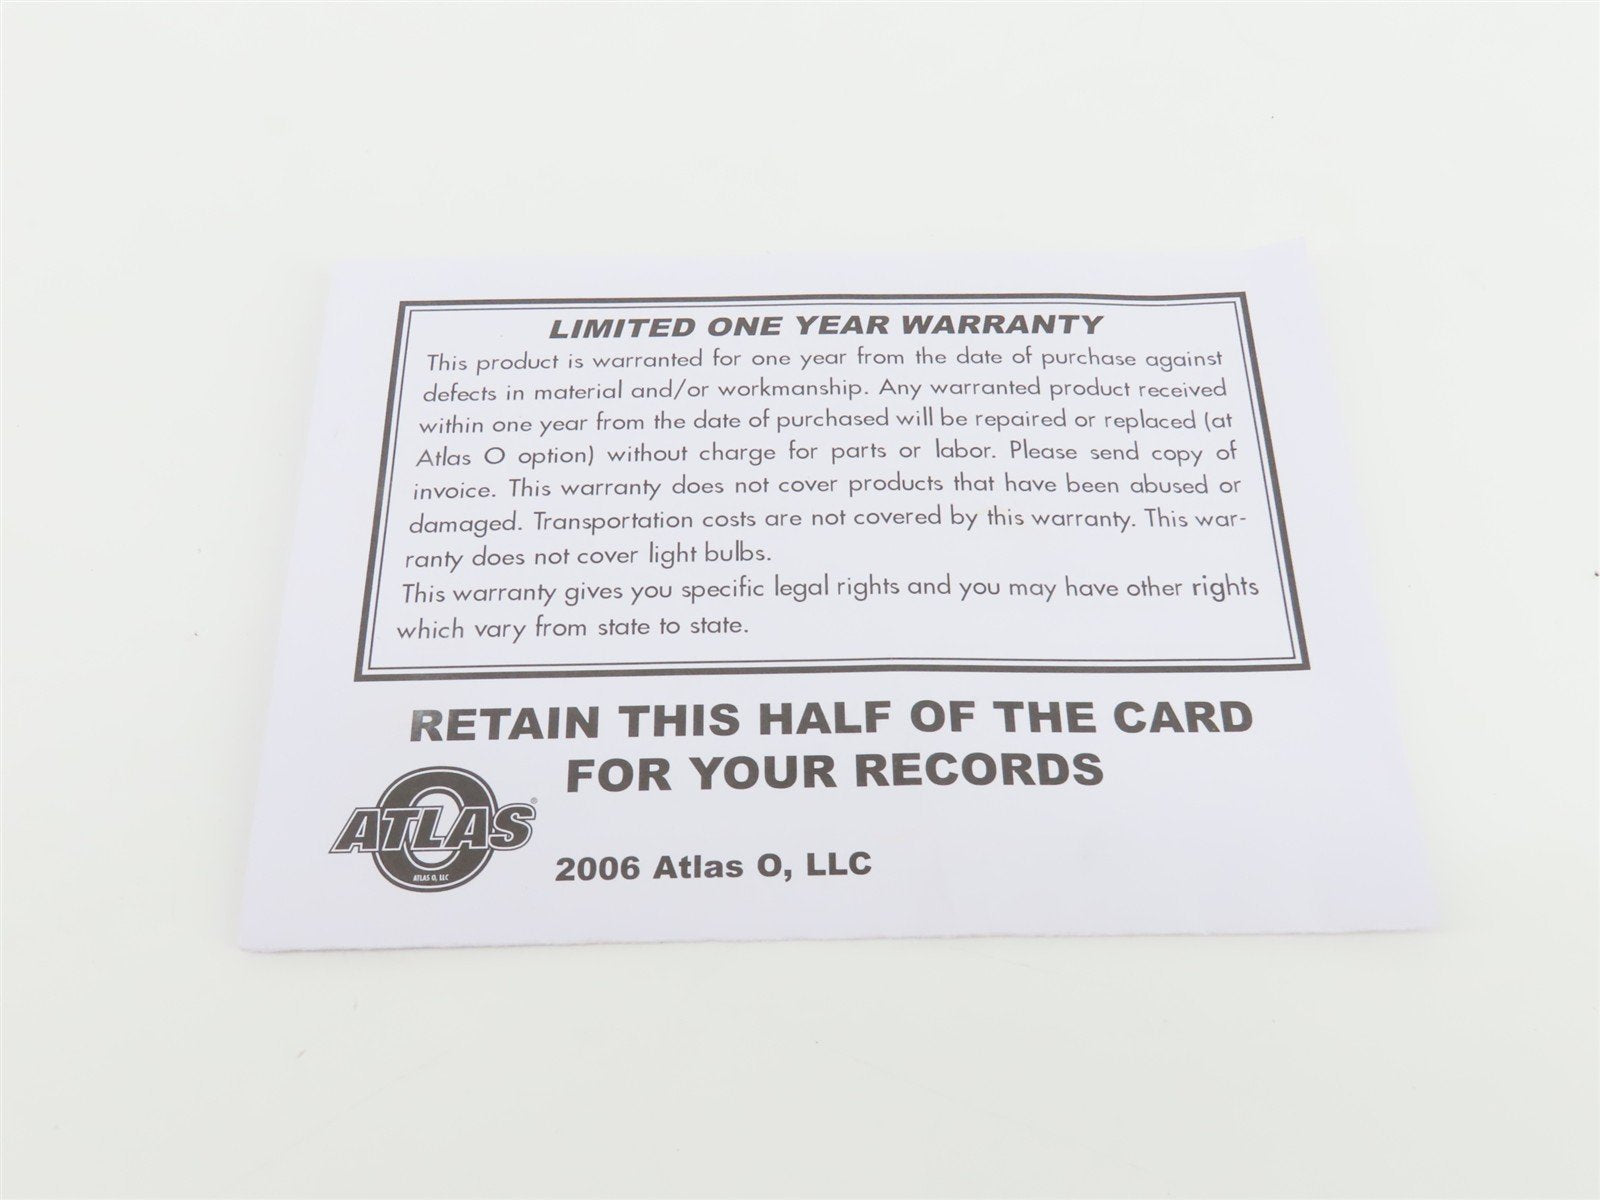 LIMITED ONE YEAR WARRANTY
This product is warranted for one year from the date of purchase against
defects in material and/or workmanship. Any warranted product received
within one year from the date of purchased will be repaired or replaced (at
Atlas O option) without charge for parts or labor. Please send copy of
invoice. This warranty does not cover products that have been abused or
damaged. Transportation costs are not covered by this warranty. This war-
ranty does not cover light bulbs.
This warranty gives you specific legal rights and you may have other rights
which vary from state to state.
RETAIN THIS HALF OF THE CARD
FOR YOUR RECORDS
ATLAS O ®
ATLAS O, LLC
2006 Atlas O, LLC